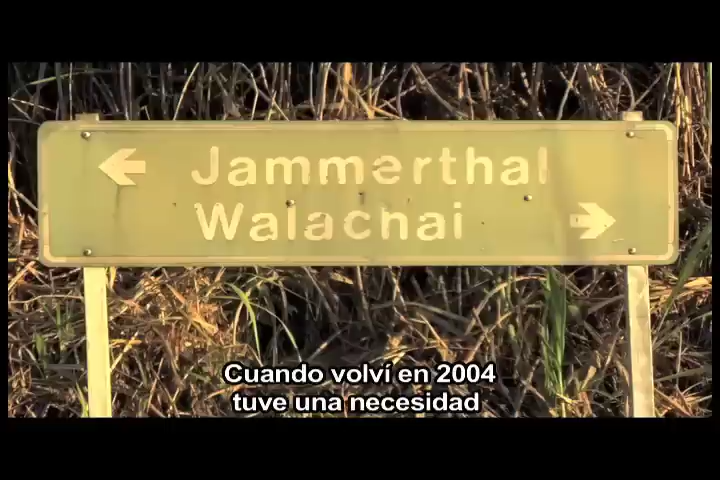 Jammerthal
Walachai
Cuando volví en 2004
tuve una necesidad